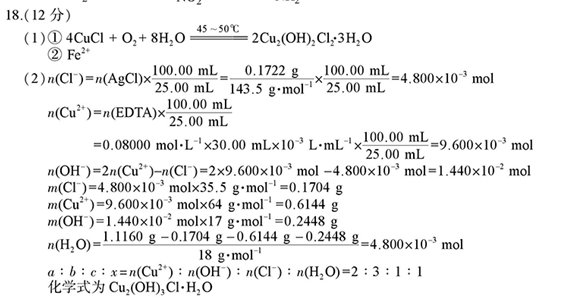 18.(12分)
(1)① 4CuCl + O₂+ 8H₂O =45~50℃= 2Cu₂(OH)₂Cl₂·3H₂O
② Fe²⁺
(2)n(Cl⁻)=n(AgCl)×100.00 mL/25.00 mL=0.1722 g/143.5 g·mol⁻¹×100.00 mL/25.00 mL=4.800×10⁻³ mol
n(Cu²⁺)=n(EDTA)×100.00 mL/25.00 mL
=0.08000 mol·L⁻¹×30.00 mL×10⁻³ L·mL⁻¹×100.00 mL/25.00 mL=9.600×10⁻³ mol
n(OH⁻)=2n(Cu²⁺)−n(Cl⁻)=2×9.600×10⁻³ mol −4.800×10⁻³ mol=1.440×10⁻² mol
m(Cl⁻)=4.800×10⁻³ mol×35.5 g·mol⁻¹=0.1704 g
m(Cu²⁺)=9.600×10⁻³ mol×64 g·mol⁻¹=0.6144 g
m(OH⁻)=1.440×10⁻² mol×17 g·mol⁻¹=0.2448 g
n(H₂O)=1.1160 g −0.1704 g −0.6144 g −0.2448 g/18 g·mol⁻¹=4.800×10⁻³ mol
a：b：c：x=n(Cu²⁺)：n(OH⁻)：n(Cl⁻)：n(H₂O)=2：3：1：1
化学式为 Cu₂(OH)₃Cl·H₂O